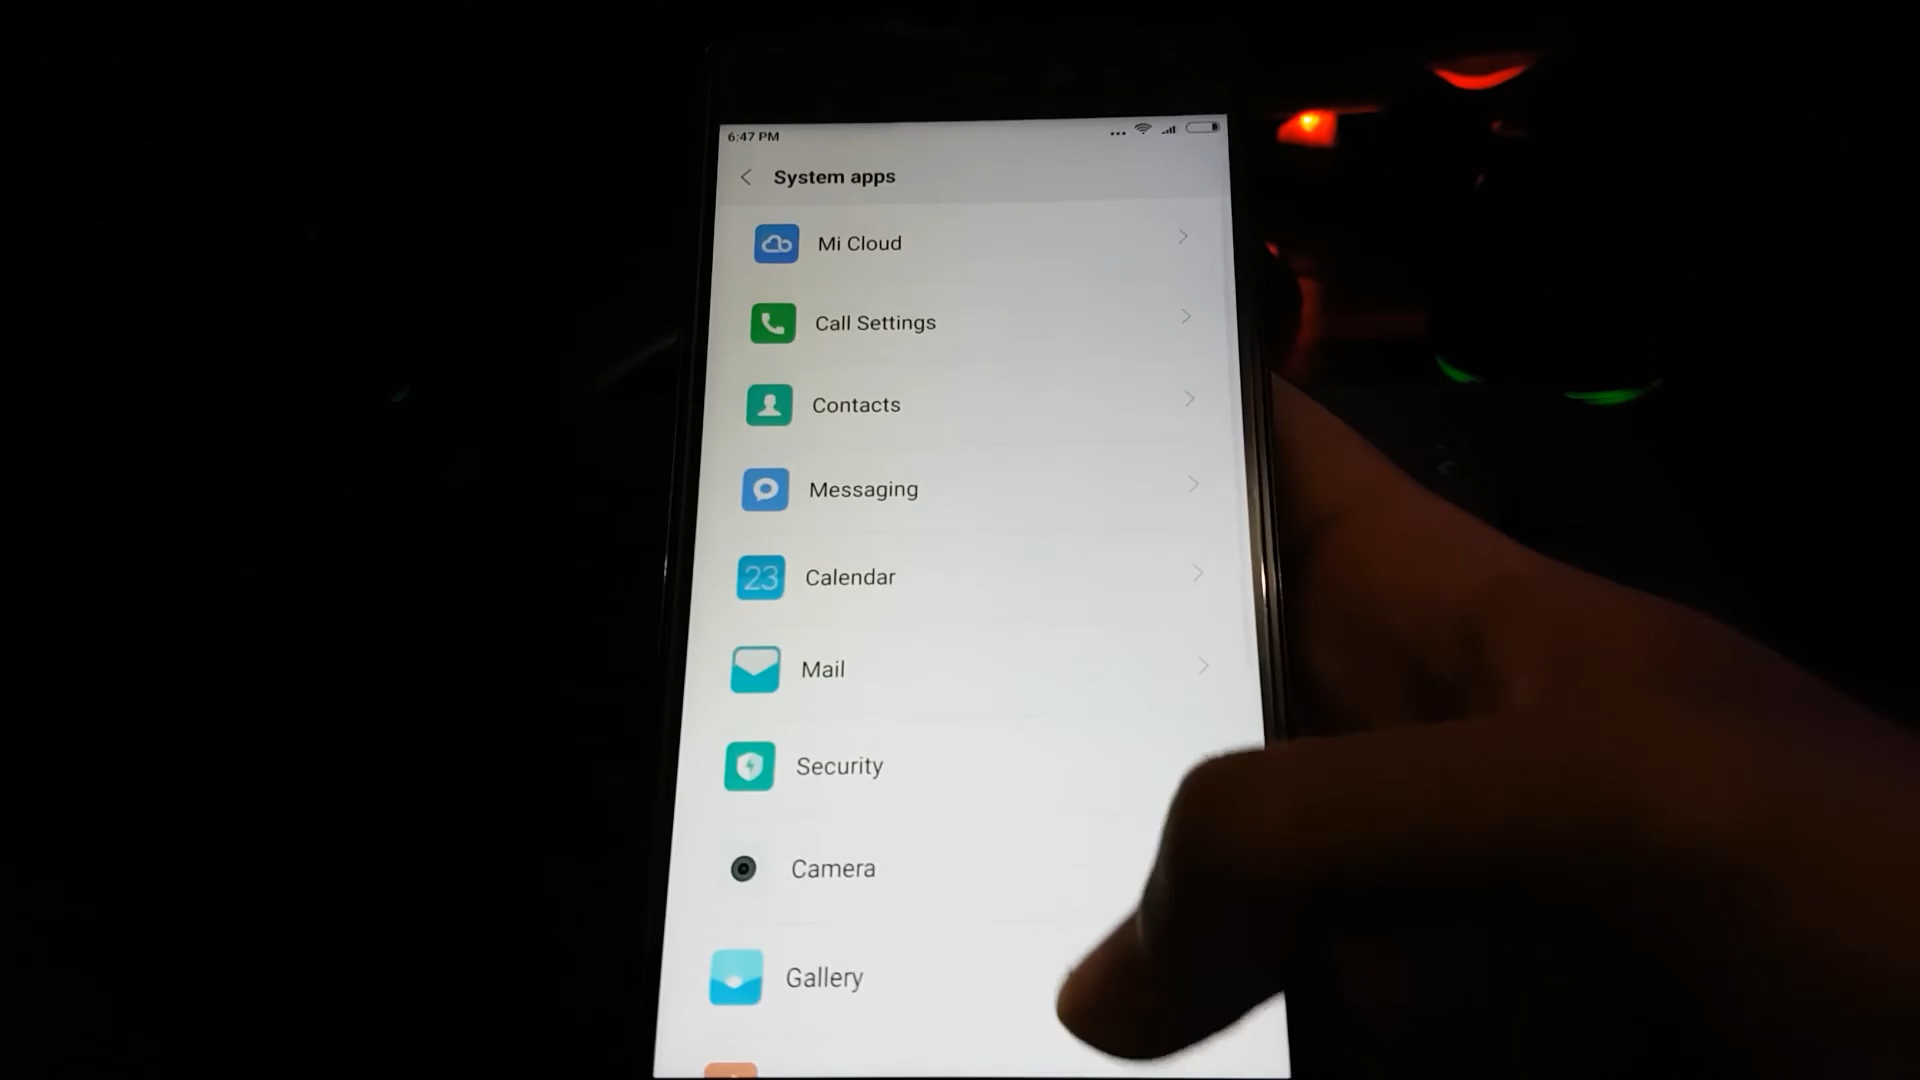 6:47 PM
System apps
Mi Cloud
Call Settings
Contacts
Messaging
23
Calendar
Mail
Security
Camera
Gallery